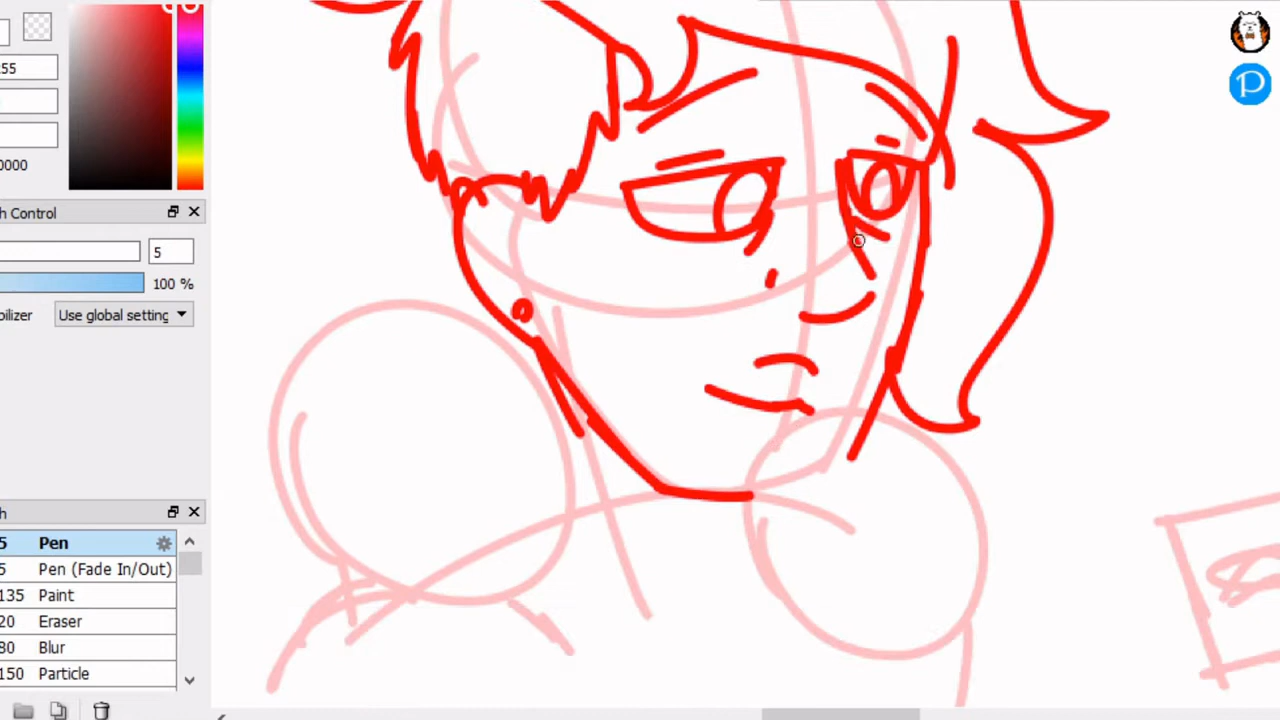 55
0000
h Control
5
100 %
bilizer
Use global setting
h
5 Pen
5 Pen (Fade In/Out)
135 Paint
20 Eraser
80 Blur
150 Particle
P